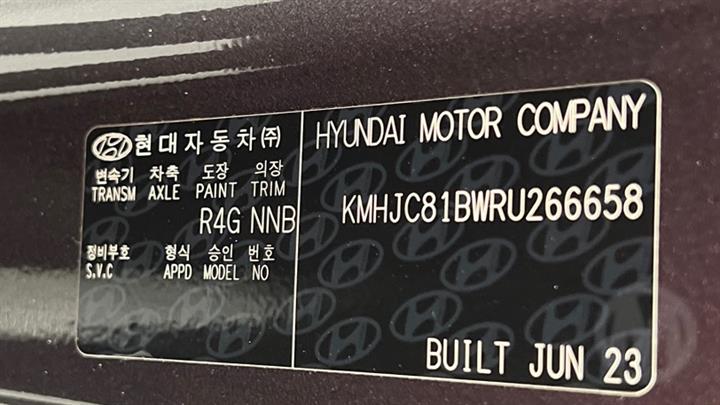 현대자동차㈜
변속기 차축 도장 의장
TRANSM AXLE PAINT TRIM
R4G NNB
정비부호 형식 승인 번호
S.V.C APPD MODEL NO
HYUNDAI MOTOR COMPANY
KMHJC81BWRU266658
BUILT JUN 23